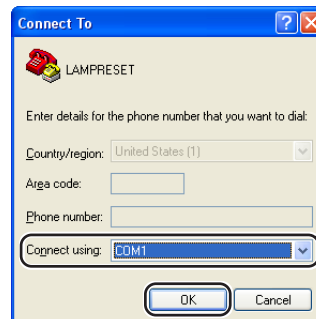 Connect To
LAMPRESET
Enter details for the phone number that you want to dial:
Country/region: United States (1)
Area code:
Phone number:
Connect using: COM1
OK Cancel